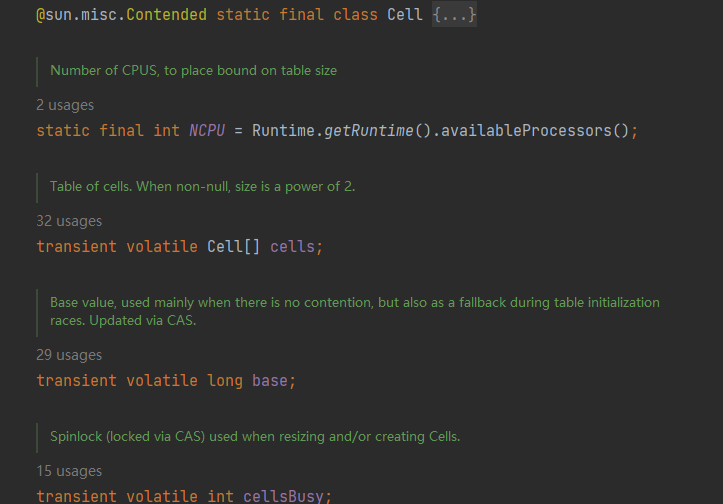 @sun.misc.Contended static final class Cell {...}
Number of CPUS, to place bound on table size
2 usages
static final int NCPU = Runtime.getRuntime().availableProcessors();
Table of cells. When non-null, size is a power of 2.
32 usages
transient volatile Cell[] cells;
Base value, used mainly when there is no contention, but also as a fallback during table initialization
races. Updated via CAS.
29 usages
transient volatile long base;
Spinlock (locked via CAS) used when resizing and/or creating Cells.
15 usages
transient volatile int cellsBusy;